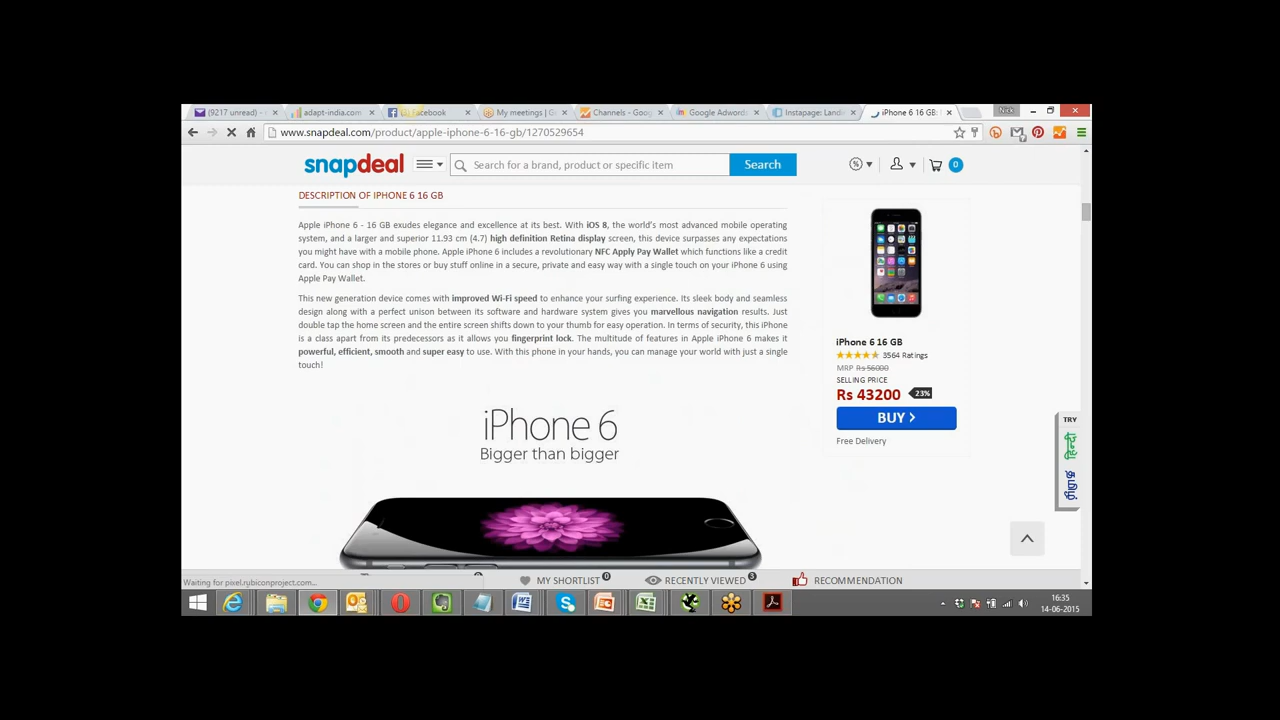 (9217 unread) -
adapt-india.com
Facebook
My meetings | G
Channels - Goog
Google Adword
Instapage: Landi
iPhone 6 16 GB:
Nick
www.snapdeal.com/product/apple-iphone-6-16-gb/1270529654
snapdeal
Search for a brand, product or specific item
Search
0
DESCRIPTION OF IPHONE 6 16 GB
Apple iPhone 6 - 16 GB exudes elegance and excellence at its best. With iOS 8, the world's most advanced mobile operating
system, and a larger and superior 11.93 cm (4.7) high definition Retina display screen, this device surpasses any expectations
you might have with a mobile phone. Apple iPhone 6 includes a revolutionary NFC Apply Pay Wallet which functions like a credit
card. You can shop in the stores or buy stuff online in a secure, private and easy way with a single touch on your iPhone 6 using
Apple Pay Wallet.
This new generation device comes with improved Wi-Fi speed to enhance your surfing experience. Its sleek body and seamless
design along with a perfect unison between its software and hardware system gives you marvellous navigation results. Just
double tap the home screen and the entire screen shifts down to your thumb for easy operation. In terms of security, this iPhone
is a class apart from its predecessors as it allows you fingerprint lock. The multitude of features in Apple iPhone 6 makes it
powerful, efficient, smooth and super easy to use. With this phone in your hands, you can manage your world with just a single
touch!
iPhone 6
Bigger than bigger
iPhone 6 16 GB
3564 Ratings
MRP Rs 56000
SELLING PRICE
Rs 43200 23%
BUY >
Free Delivery
TRY
हिन्दी
தமிழ்
Waiting for pixel.rubiconproject.com...
MY SHORTLIST 0
RECENTLY VIEWED 3
RECOMMENDATION
16:35
14-06-2015